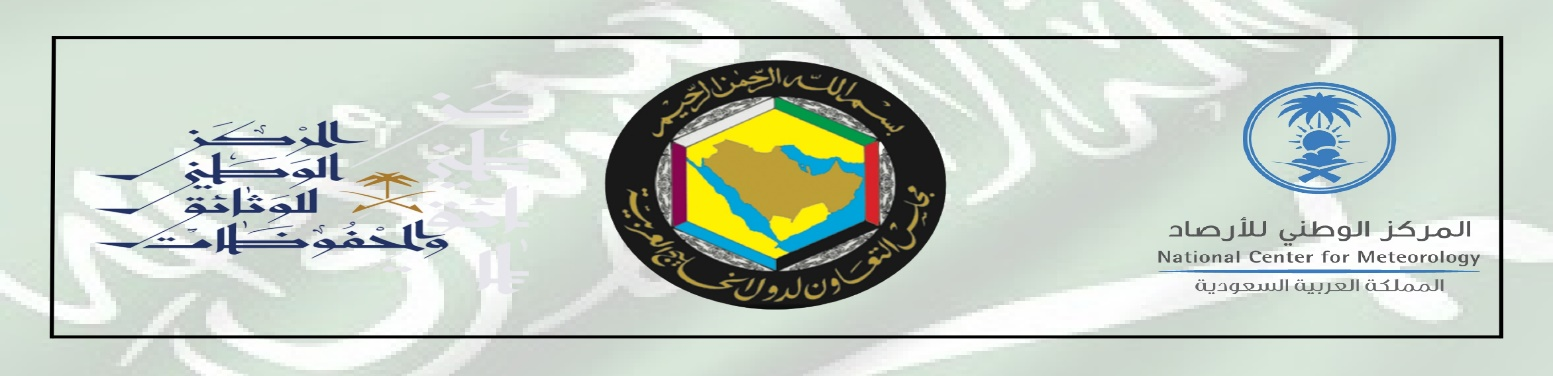 المركز الوطني للأرصاد
National Center for Meteorology
المملكة العربية السعودية
بسم الله الرحمن الرحيم
مجلس التعاون لدول الخليج العربية
المركز
الوطني
للوثائق
والمحفوظات